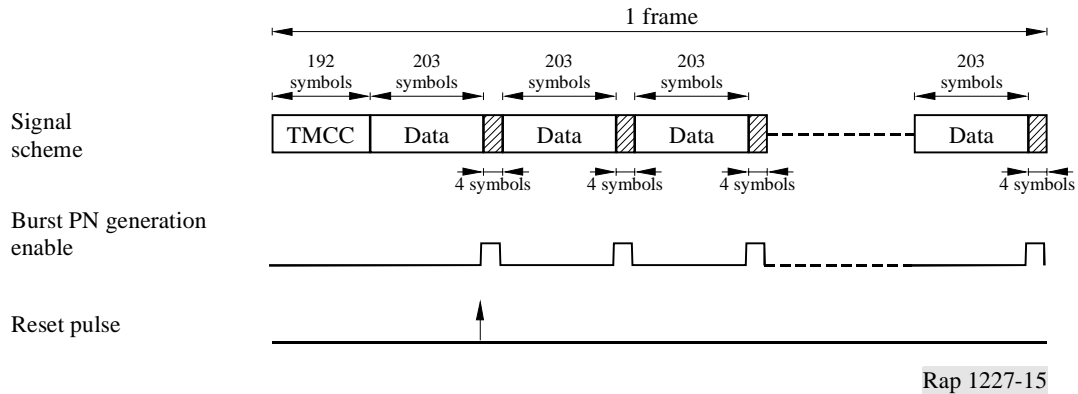 1 frame
192
symbols
203
symbols
203
symbols
203
symbols
203
symbols
Signal
scheme
TMCC
Data
Data
Data
Data
4 symbols
4 symbols
4 symbols
4 symbols
Burst PN generation
enable
Reset pulse
Rap 1227-15